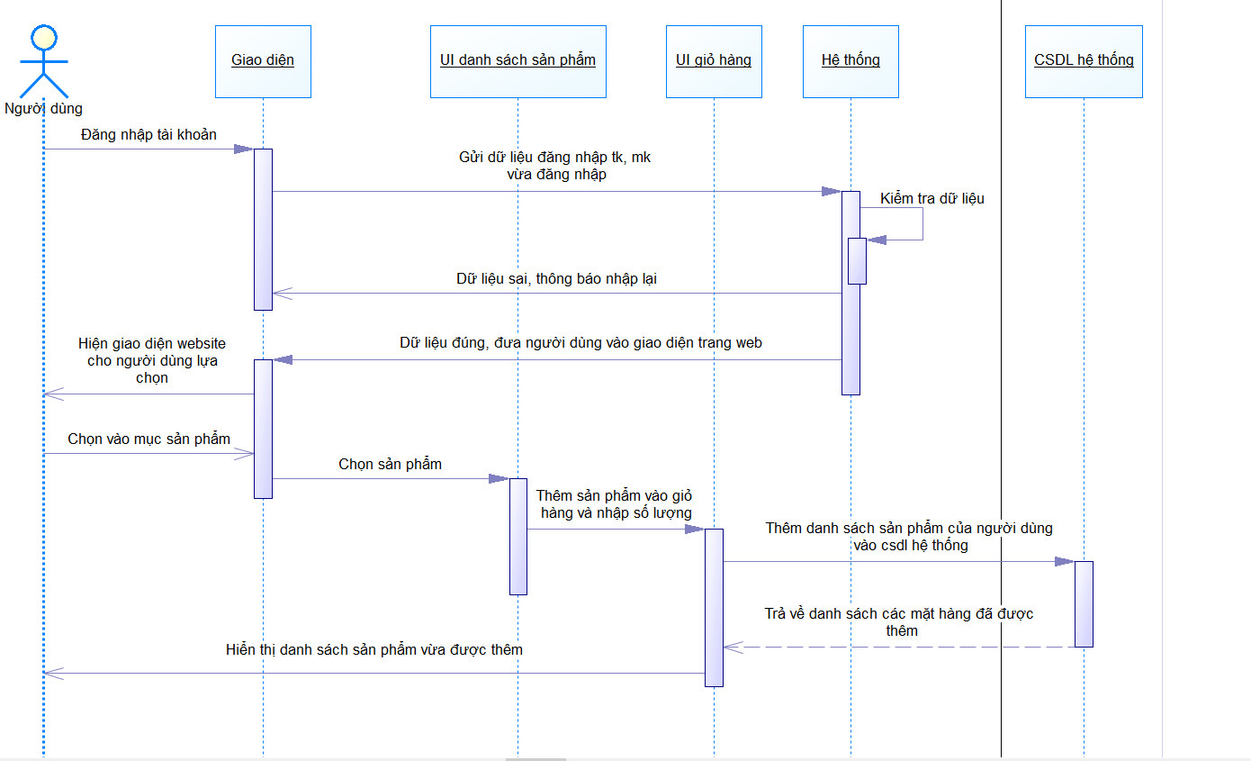 Người dùng
Giao diện
UI danh sách sản phẩm
UI giỏ hàng
Hệ thống
CSDL hệ thống
Đăng nhập tài khoản
Gửi dữ liệu đăng nhập tk, mk
vừa đăng nhập
Kiểm tra dữ liệu
Dữ liệu sai, thông báo nhập lại
Dữ liệu đúng, đưa người dùng vào giao diện trang web
Hiện giao diện website
cho người dùng lựa
chọn
Chọn vào mục sản phẩm
Chọn sản phẩm
Thêm sản phẩm vào giỏ
hàng và nhập số lượng
Thêm danh sách sản phẩm của người dùng
vào csdl hệ thống
Trả về danh sách các mặt hàng đã được
thêm
Hiển thị danh sách sản phẩm vừa được thêm